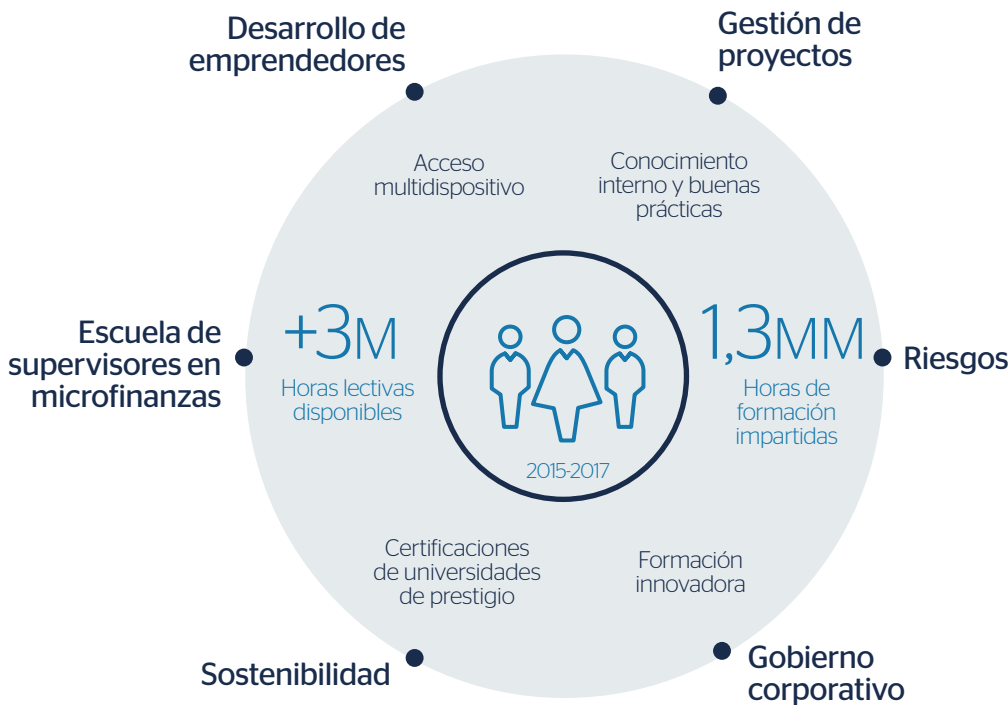 Desarrollo de
emprendedores
Gestión de
proyectos
Acceso
multidispositivo
Conocimiento
interno y buenas
prácticas
Escuela de
supervisores en
microfinanzas
+3M
Horas lectivas
disponibles
2015-2017
1,3MM
Horas de
formación
impartidas
Riesgos
Certificaciones
de universidades
de prestigio
Formación
innovadora
Sostenibilidad
Gobierno
corporativo